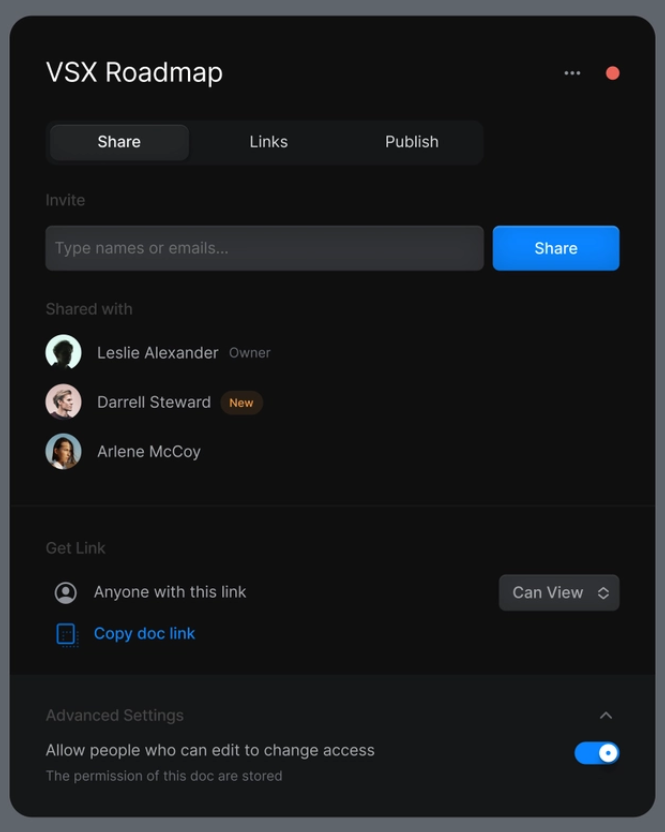 VSX Roadmap
Share
Links
Publish
Invite
Type names or emails...
Share
Shared with
Leslie Alexander Owner
Darrell Steward New
Arlene McCoy
Get Link
Anyone with this link
Can View
Copy doc link
Advanced Settings
Allow people who can edit to change access
The permission of this doc are stored